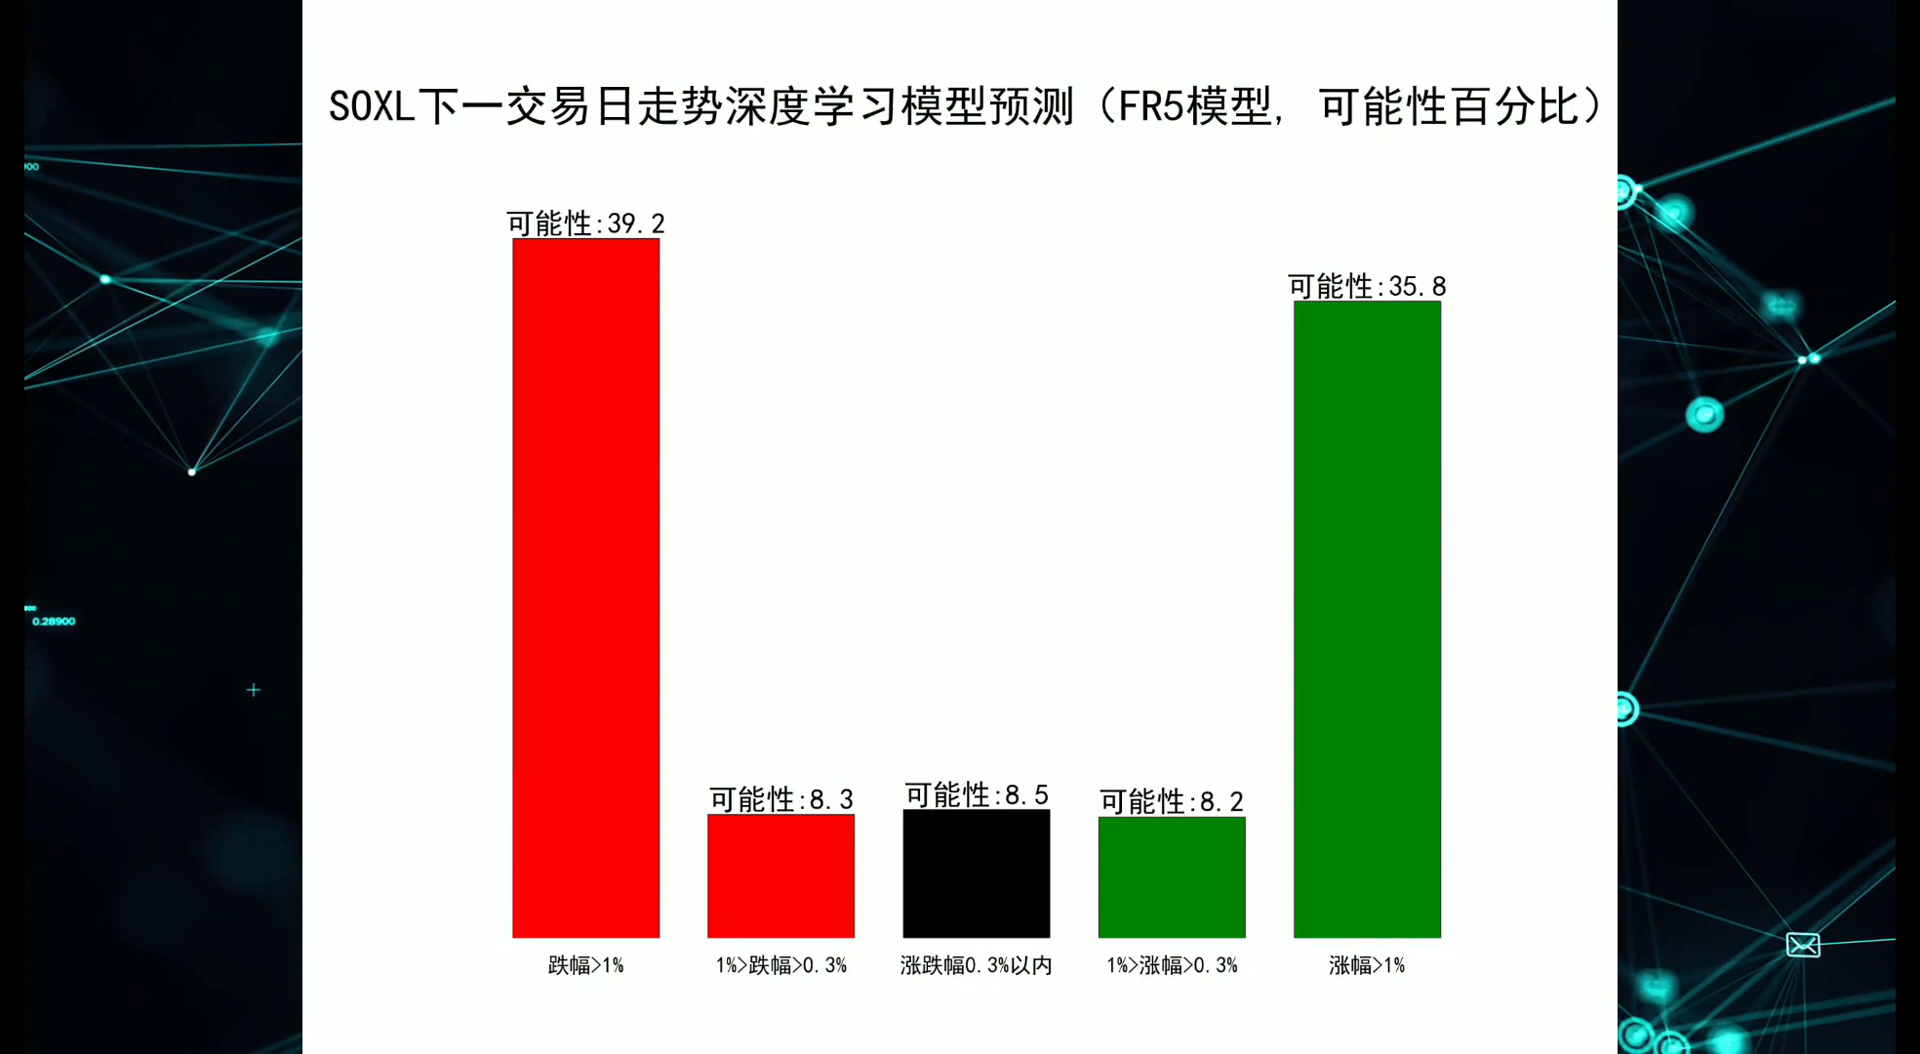 SOXL下一交易日走势深度学习模型预测（FR5模型, 可能性百分比）
可能性:39.2
可能性:35.8
可能性:8.3
可能性:8.5
可能性:8.2
跌幅>1%
1%>跌幅>0.3%
涨跌幅0.3%以内
1%>涨幅>0.3%
涨幅>1%
0.28900